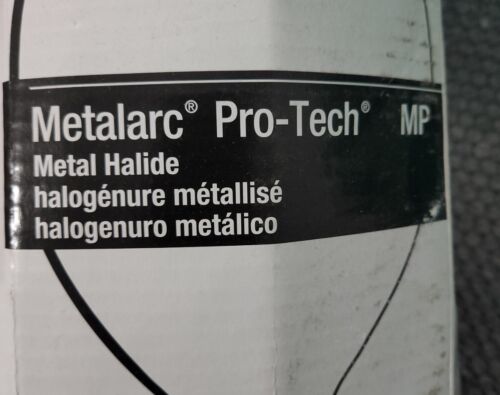 Metalarc® Pro-Tech® MP
Metal Halide
halogénure métallisé
halogenuro metálico